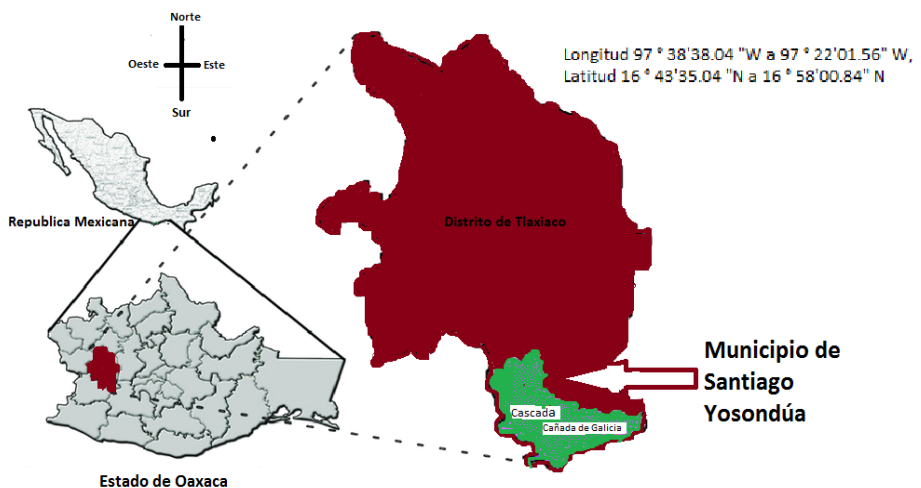 Norte
Oeste
Este
Sur
Longitud 97 ° 38'38.04 "W a 97 ° 22'01.56" W,
Latitud 16 ° 43'35.04 "N a 16 ° 58'00.84" N
Republica Mexicana
Distrito de Tlaxiaco
Municipio de
Santiago
Yosondúa
Cascada
Cañada de Galicia
Estado de Oaxaca